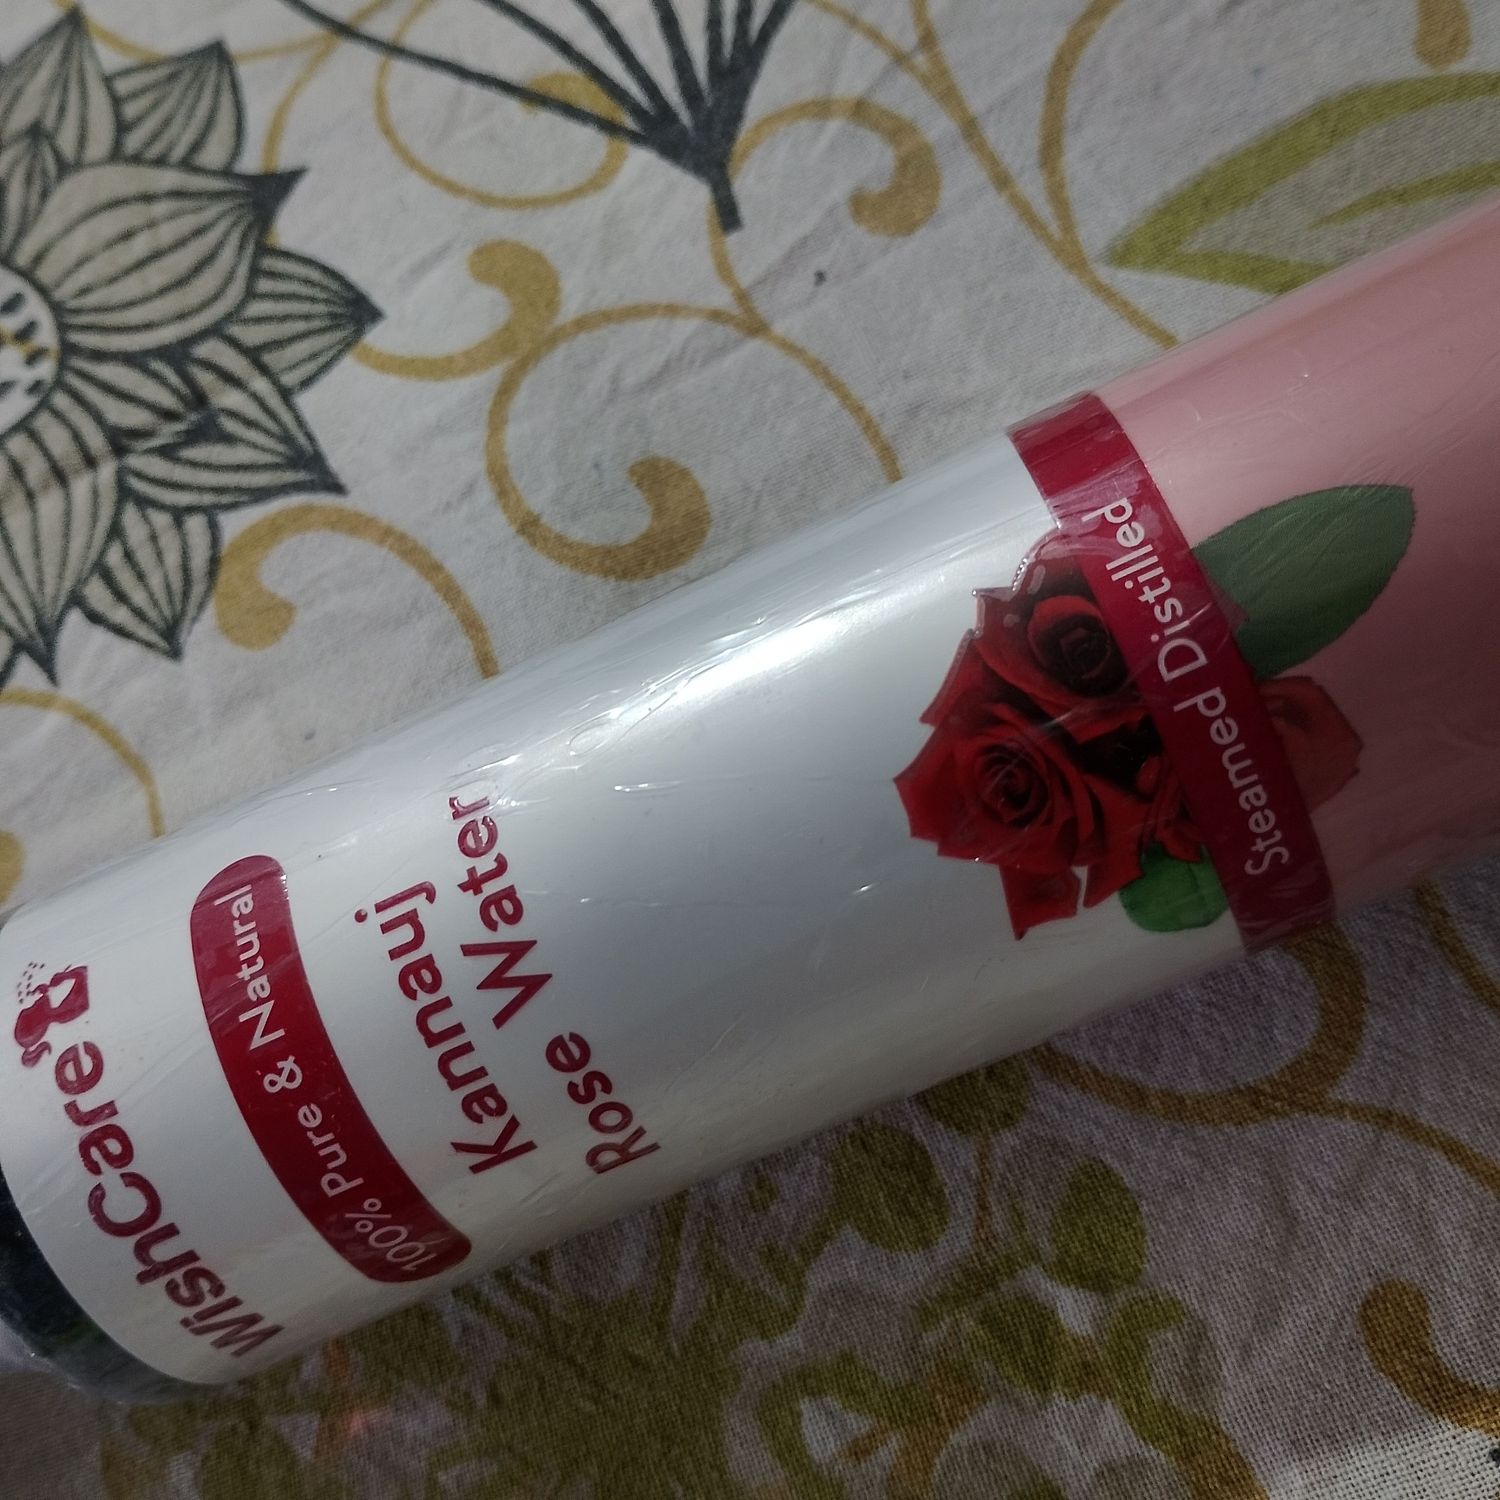 WishCare
100% Pure & Natural
Kannauj
Rose Water
Steamed Distilled